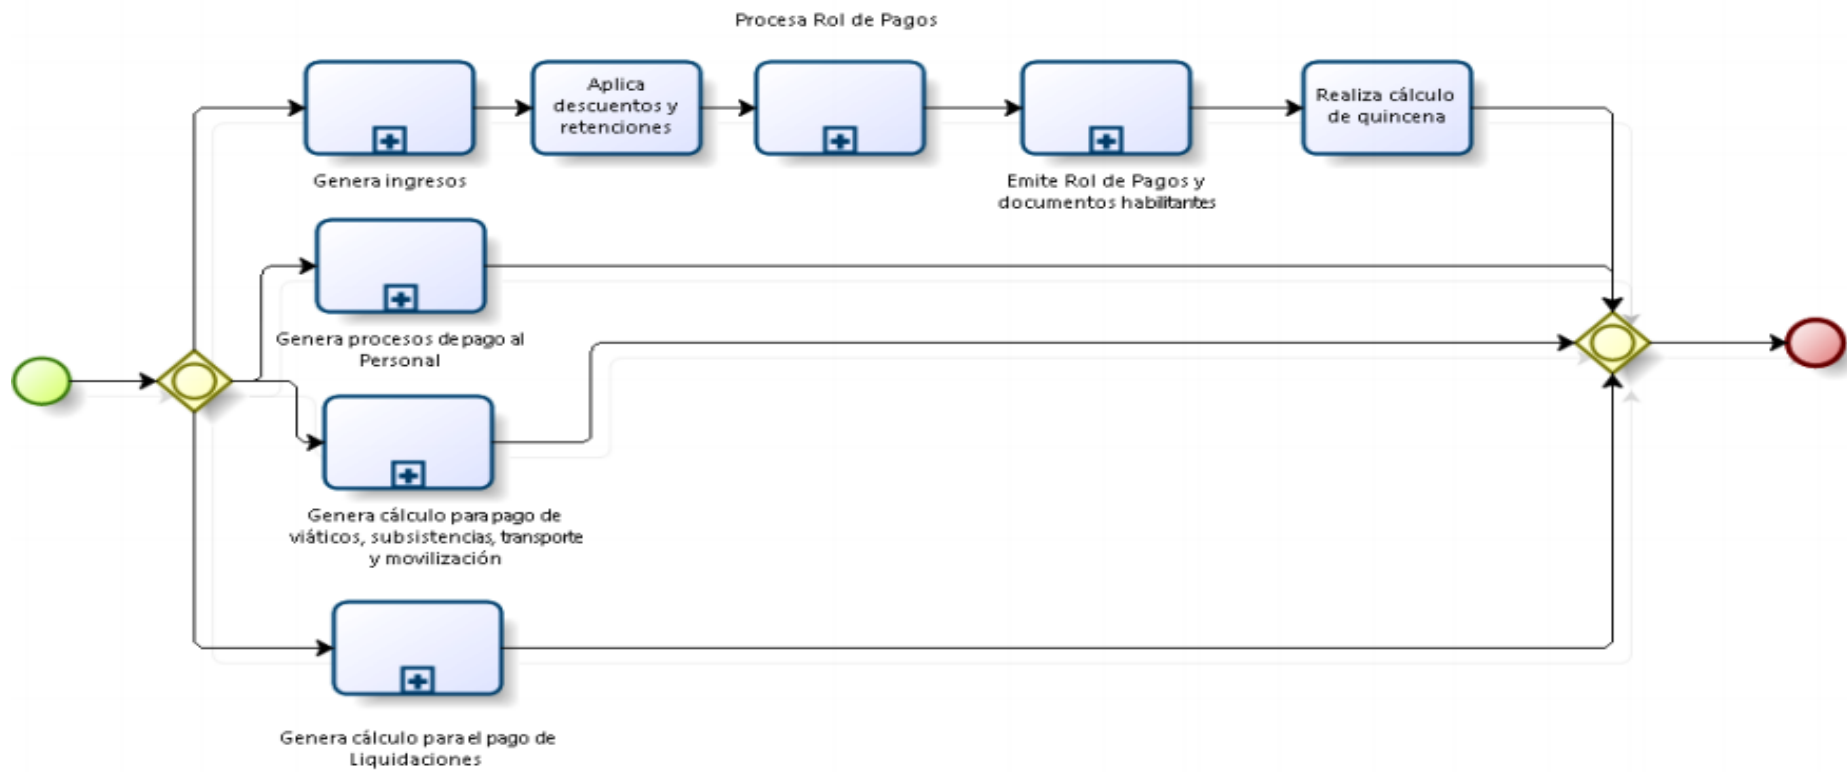 Procesa Rol de Pagos
Aplica
descuentos y
retenciones
Realiza cálculo
de quincena
Genera ingresos
Emite Rol de Pagos y
documentos habilitantes
Genera procesos de pago al
Personal
Genera cálculo para pago de
viáticos, subsistencias, transporte
y movilización
Genera cálculo para el pago de
Liquidaciones